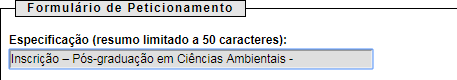 Formulário de Peticionamento
Especificação (resumo limitado a 50 caracteres):
Inscrição – Pós-graduação em Ciências Ambientais -